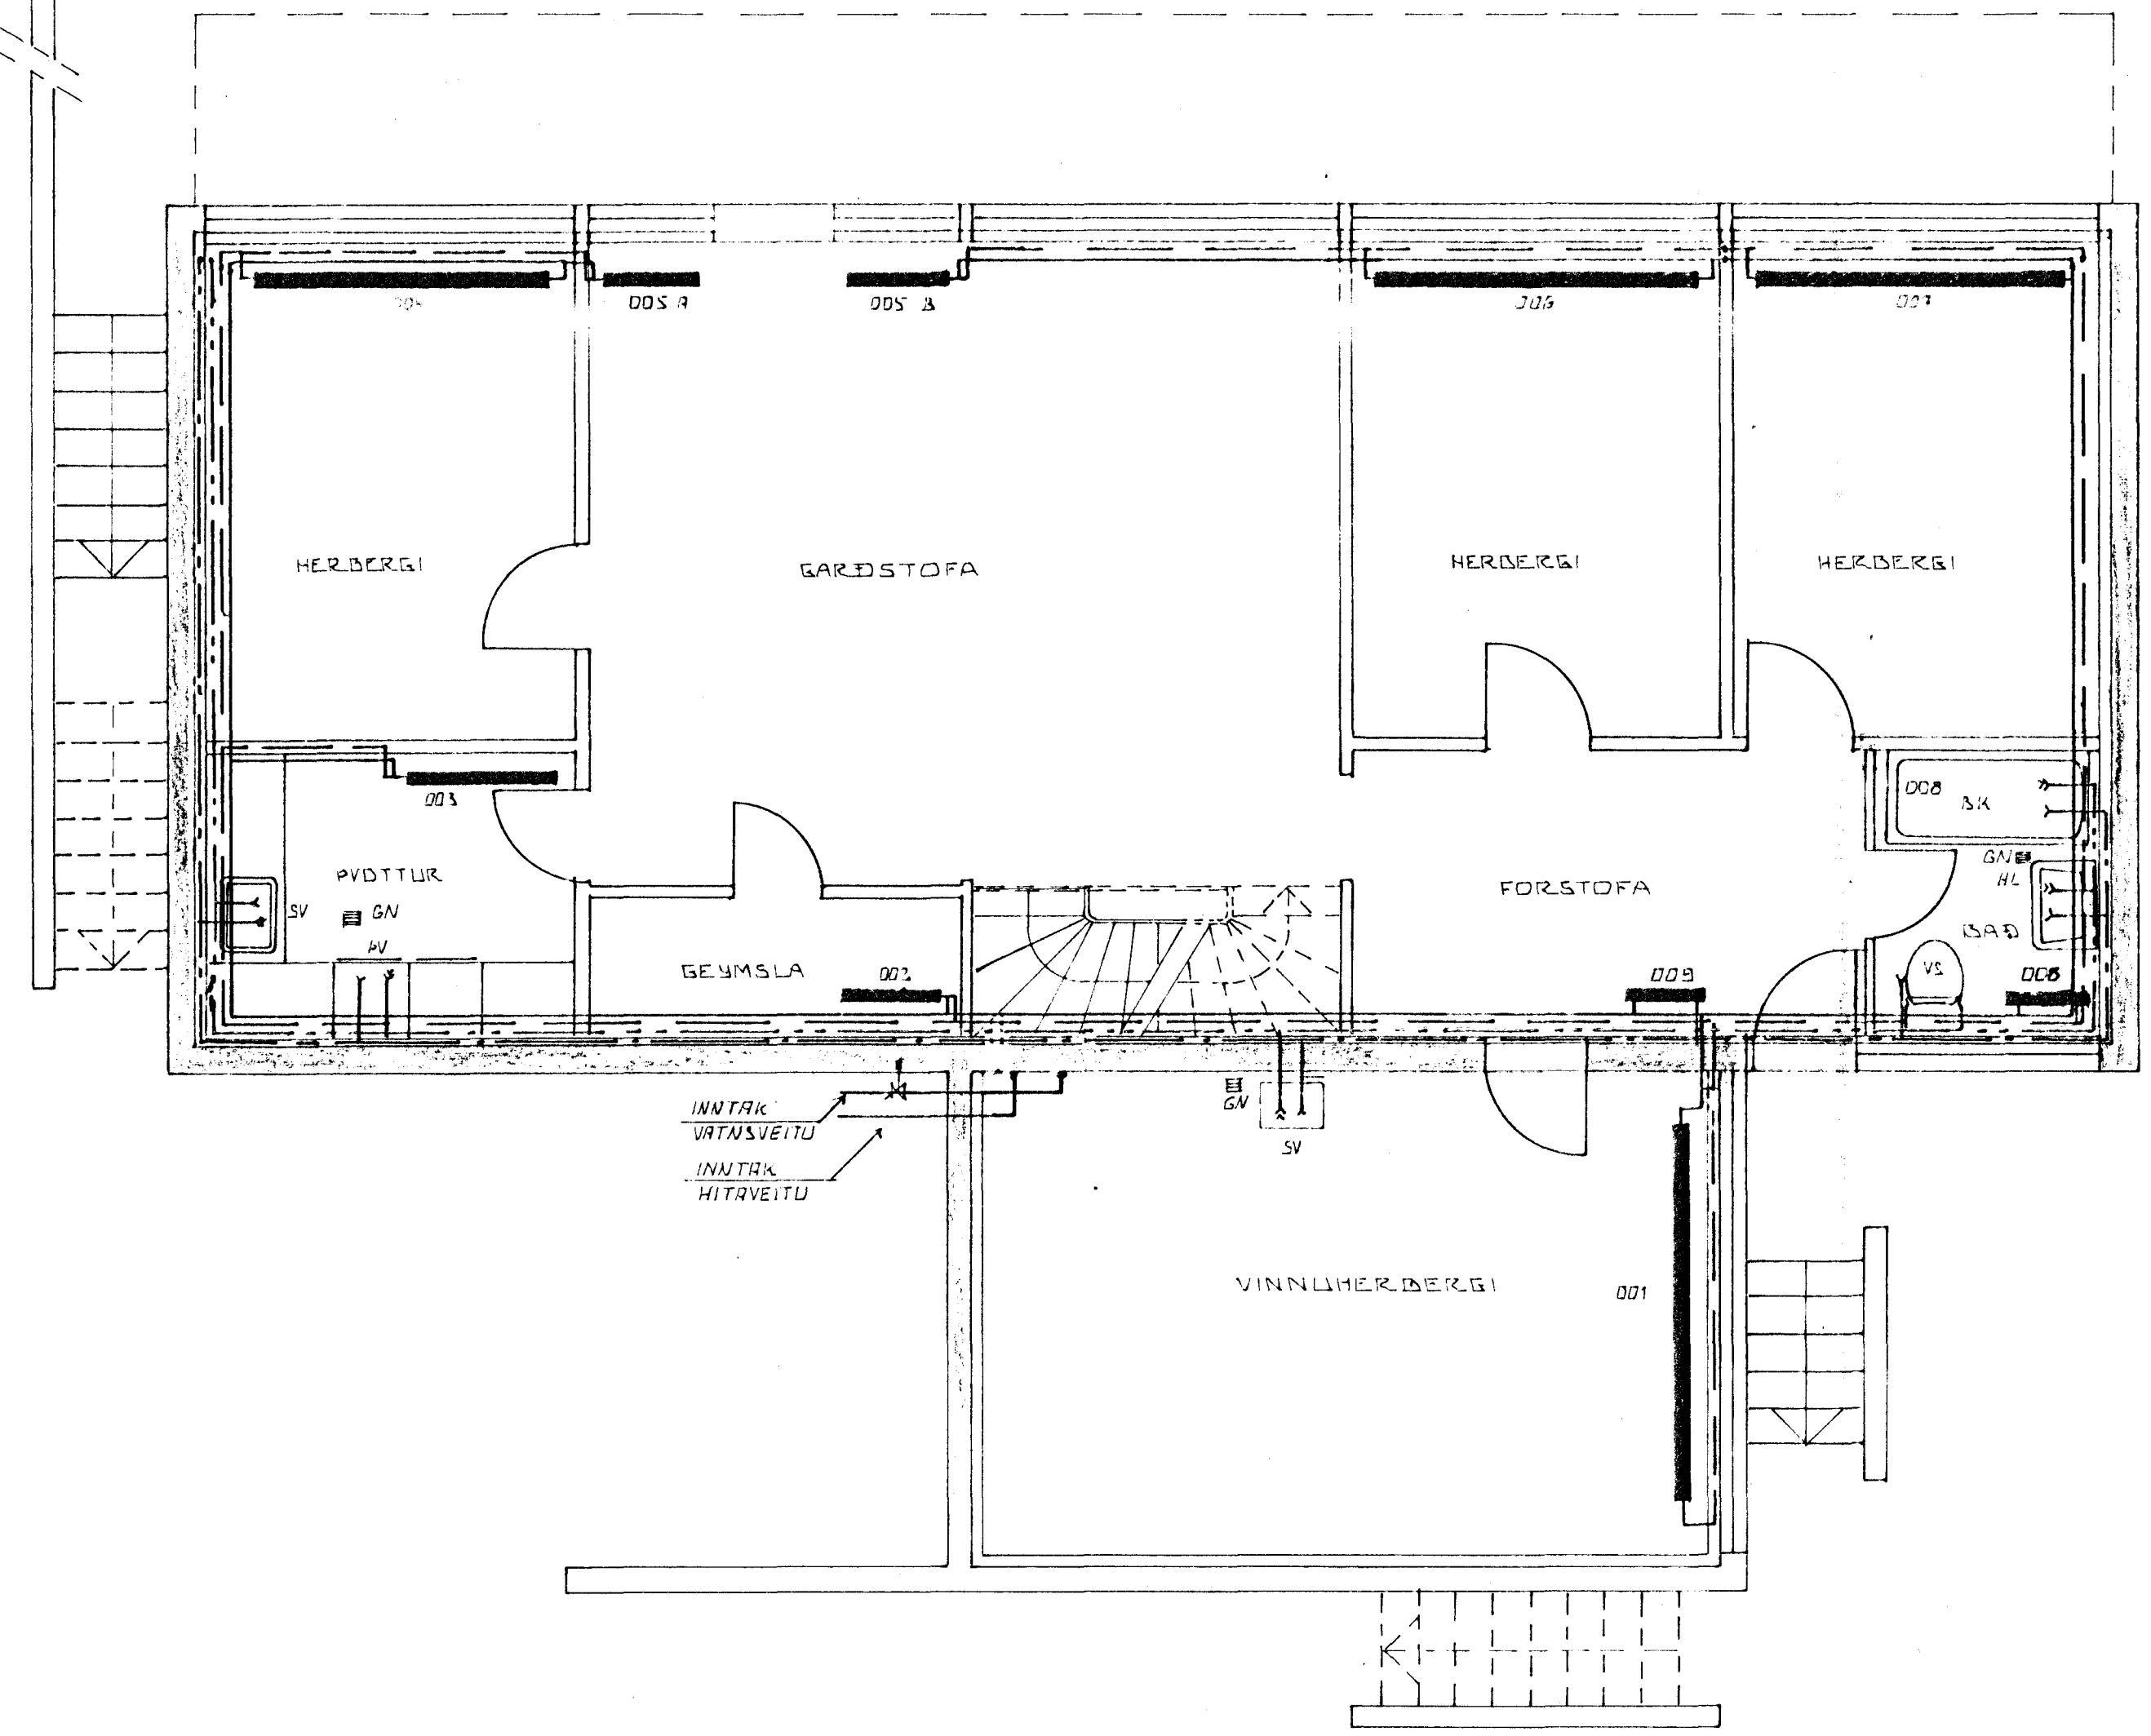 005 A
005 B
006
007
HERBERGI
GARÐSTOFA
HERBERGI
HERBERGI
003
008
BK
GN
HL
ÞVOTTUR
SV
GN
ÞV
FORSTOFA
BAÐ
VS
GEYMSLA
002
009
008
INNTAK
VATNSVEITU
GN
SV
INNTAK
HITAVEITU
VINNUHERBERGI
001